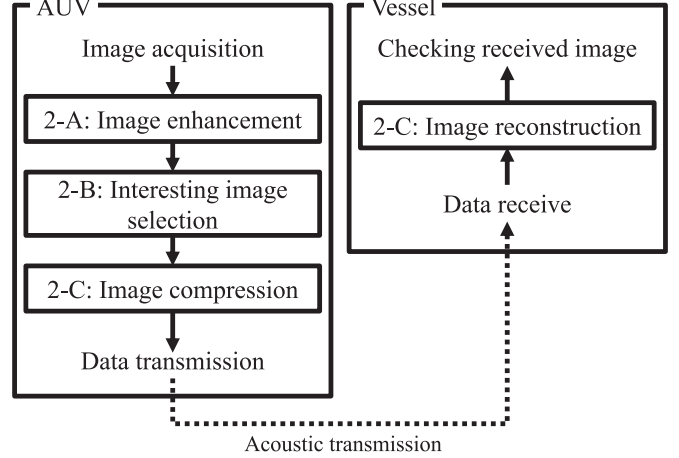 AUV
Image acquisition
2-A: Image enhancement
2-B: Interesting image
selection
2-C: Image compression
Data transmission
Vessel
Checking received image
2-C: Image reconstruction
Data receive
Acoustic transmission